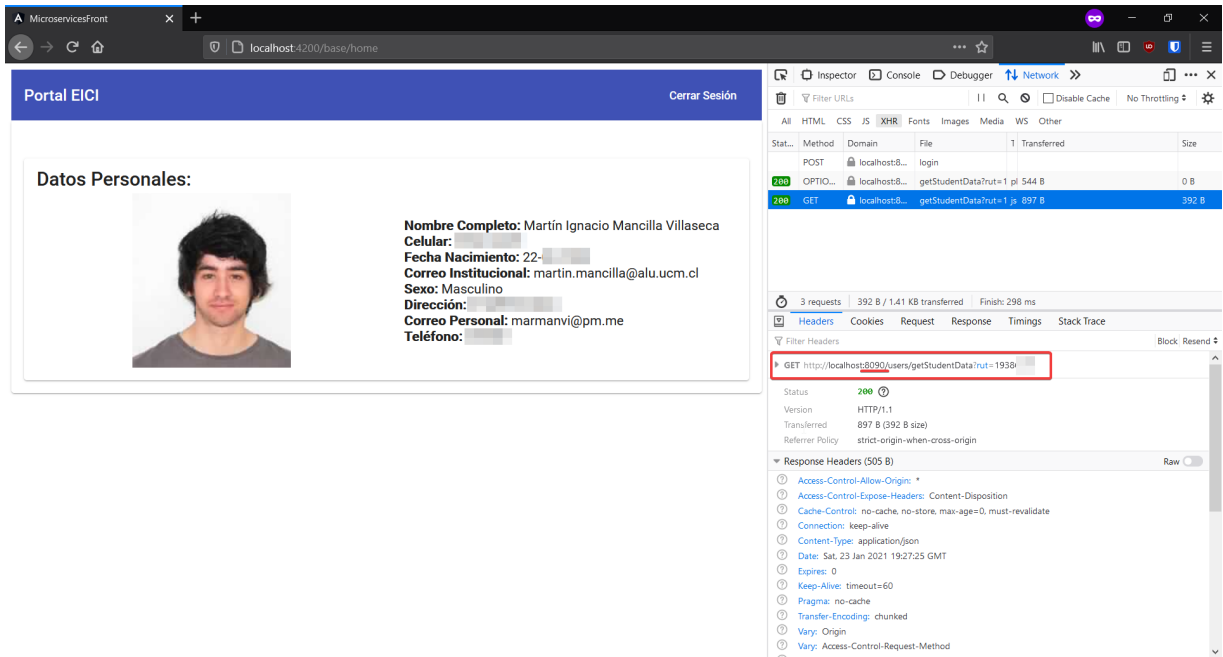 MicroservicesFront
localhost:4200/base/home
Portal EICI
Cerrar Sesión
Datos Personales:
Nombre Completo: Martín Ignacio Mancilla Villaseca
Celular:
Fecha Nacimiento: 22-
Correo Institucional: martin.mancilla@alu.ucm.cl
Sexo: Masculino
Dirección:
Correo Personal: marmanvi@pm.me
Teléfono:
Inspector Console Debugger Network
Filter URLs Disable Cache No Throttling
All HTML CSS JS XHR Fonts Images Media WS Other
Stat... Method Domain File T Transferred Size
POST localhost:8... login
200 OPTIO... localhost:8... getStudentData?rut=1 pl 544 B 0 B
200 GET localhost:8... getStudentData?rut=1 js 897 B 392 B
3 requests 392 B / 1.41 KB transferred Finish: 298 ms
Headers Cookies Request Response Timings Stack Trace
Filter Headers Block Resend
GET http://localhost:8090/users/getStudentData?rut=1938
Status 200
Version HTTP/1.1
Transferred 897 B (392 B size)
Referrer Policy strict-origin-when-cross-origin
Response Headers (505 B) Raw
Access-Control-Allow-Origin: *
Access-Control-Expose-Headers: Content-Disposition
Cache-Control: no-cache, no-store, max-age=0, must-revalidate
Connection: keep-alive
Content-Type: application/json
Date: Sat, 23 Jan 2021 19:27:25 GMT
Expires: 0
Keep-Alive: timeout=60
Pragma: no-cache
Transfer-Encoding: chunked
Vary: Origin
Vary: Access-Control-Request-Method